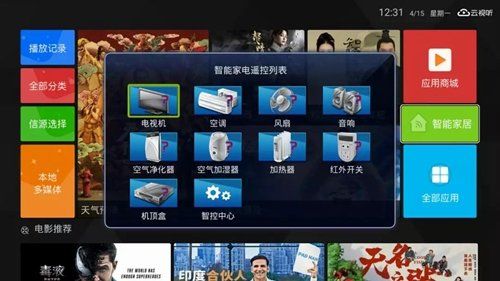 12:31 4/15 星期一 云视听
播放记录
全部分类
信源选择
本地
多媒体
智能家电遥控列表
电视机 空调 风扇 音响
空气净化器 空气加湿器 加热器 红外开关
机顶盒 智控中心
应用商城
智能家居
全部应用
天气预
电影推荐
毒液
THE WORLD HAS
ENOUGH SUPERHEROES
印度
合伙人
PAD MAN
无名之辈